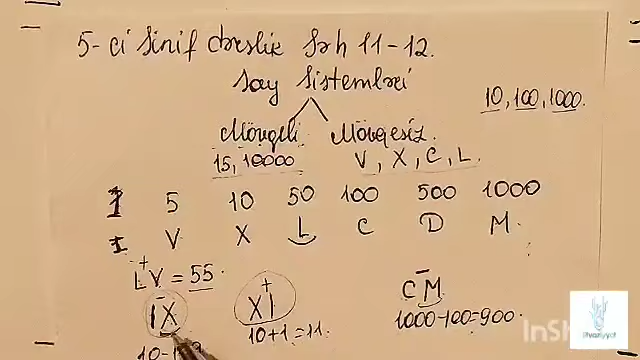 5-ci sinif dərslik Səh 11-12.
Say sistemləri
10, 100, 1000.
Mövqeli Mövqesiz
15, 10000 V, X, C, L.
1 5 10 50 100 500 1000
I V X L C D M.
+
LV = 55.
- + -
IX XI CM
10+1=11. 1000-100=900.
InSh